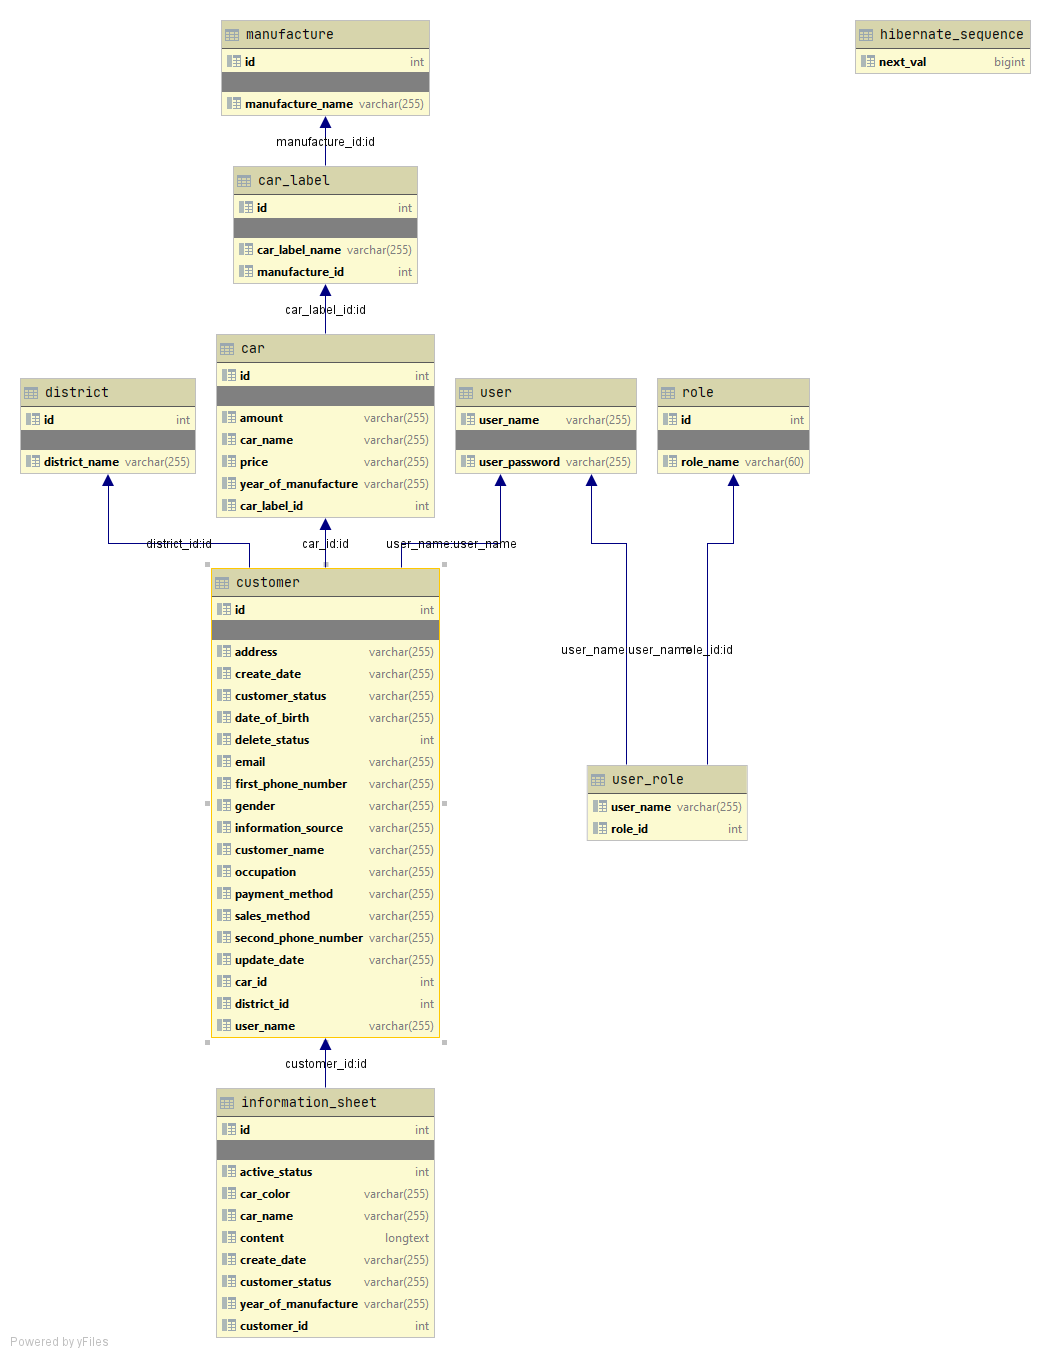 manufacture
id int
manufacture_name varchar(255)
hibernate_sequence
next_val bigint
manufacture_id:id
car_label
id int
car_label_name varchar(255)
manufacture_id int
car_label_id:id
car
id int
amount varchar(255)
car_name varchar(255)
price varchar(255)
year_of_manufacture varchar(255)
car_label_id int
district
id int
district_name varchar(255)
user
user_name varchar(255)
user_password varchar(255)
role
id int
role_name varchar(60)
district_id:id
car_id:id
user_name:user_name
customer
id int
address varchar(255)
create_date varchar(255)
customer_status varchar(255)
date_of_birth varchar(255)
delete_status int
email varchar(255)
first_phone_number varchar(255)
gender varchar(255)
information_source varchar(255)
customer_name varchar(255)
occupation varchar(255)
payment_method varchar(255)
sales_method varchar(255)
second_phone_number varchar(255)
update_date varchar(255)
car_id int
district_id int
user_name varchar(255)
user_name:user_name
role_id:id
user_role
user_name varchar(255)
role_id int
customer_id:id
information_sheet
id int
active_status int
car_color varchar(255)
car_name varchar(255)
content longtext
create_date varchar(255)
customer_status varchar(255)
year_of_manufacture varchar(255)
customer_id int
Powered by yFiles